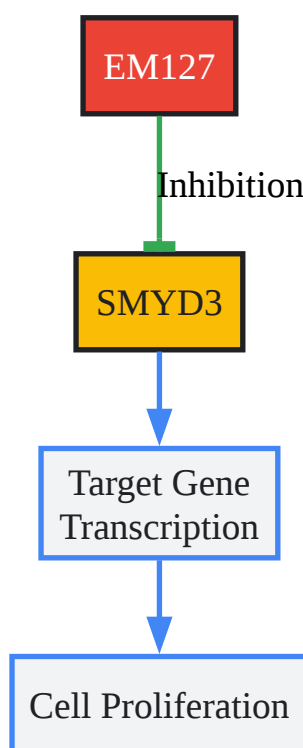 EM127
Inhibition
SMYD3
Target Gene
Transcription
Cell Proliferation